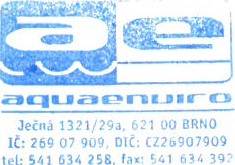 ae
aquaenviro
Ječná 1321/29a, 621 00 BRNO
IČ: 269 07 909, DIČ: CZ26907909
tel: 541 634 258, fax: 541 634 392